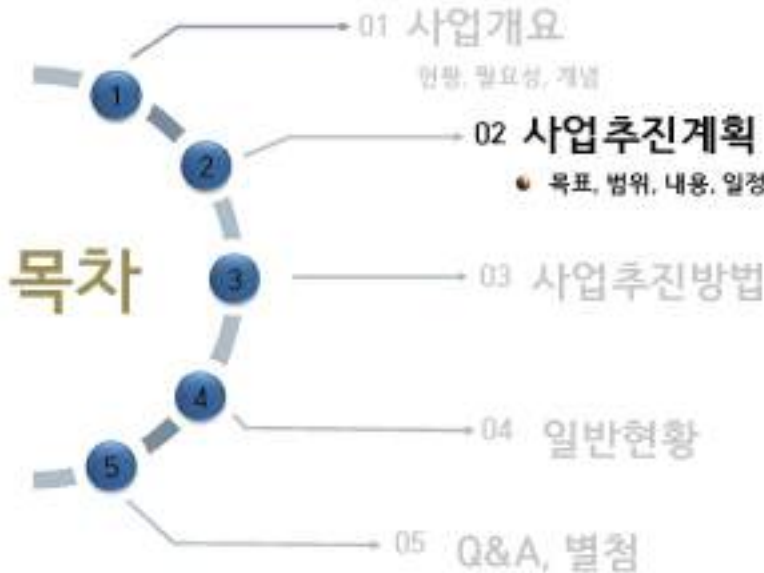 목차
1
01 사업개요
현황, 필요성, 개념
2
02 사업추진계획
목표, 범위, 내용, 일정
3
03 사업추진방법
4
04 일반현황
5
05 Q&A, 별첨